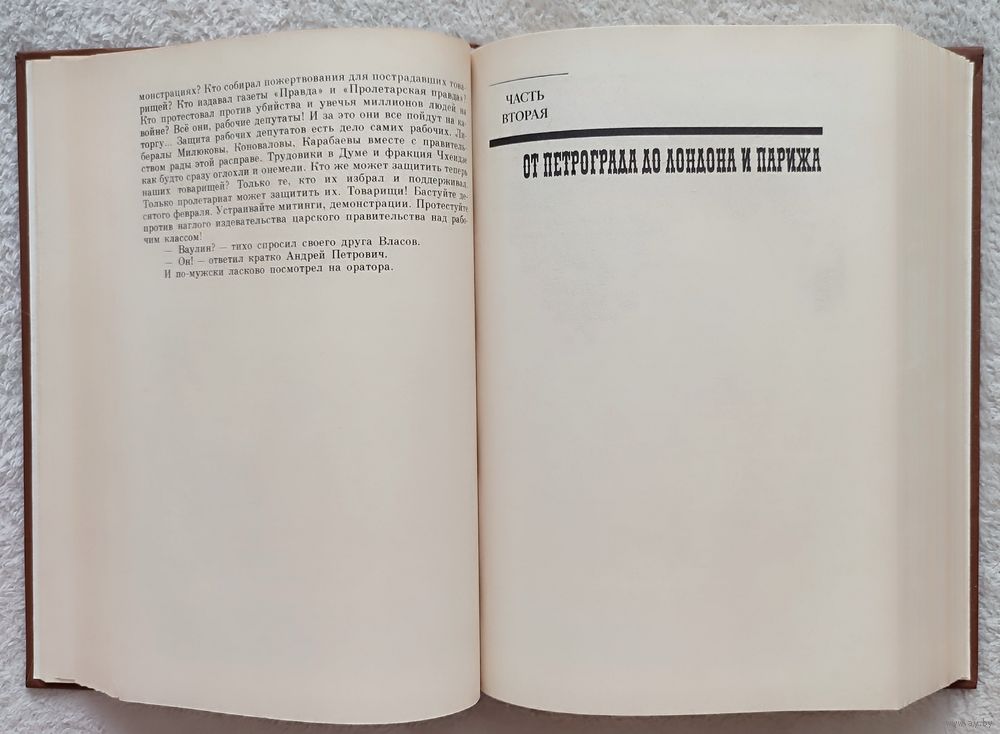 монстрациях? Кто собирал пожертвования для пострадавших това-
рищей? Кто издавал газеты «Правда» и «Пролетарская правда»?
Кто протестовал против убийства и увечья миллионов людей на
войне? Всё они, рабочие депутаты! И за это они все пойдут на ка-
торгу... Защита рабочих депутатов есть дело самих рабочих. Ли-
бералы Милюковы, Коноваловы, Карабаевы вместе с правитель-
ством рады этой расправе. Трудовики в Думе и фракция Чхеидзе
как будто сразу оглохли и онемели. Кто же может защитить теперь
наших товарищей? Только те, кто их избрал и поддерживал.
Только пролетариат может защитить их. Товарищи! Бастуйте де-
сятого февраля. Устраивайте митинги, демонстрации. Протестуйте
против наглого издевательства царского правительства над рабо-
чим классом!
— Ваулин? — тихо спросил своего друга Власов.
— Он! — ответил кратко Андрей Петрович.
И по-мужски ласково посмотрел на оратора.
ЧАСТЬ
ВТОРАЯ
ОТ ПЕТРОГРАДА ДО ЛОНДОНА И ПАРИЖА
www.ay.by